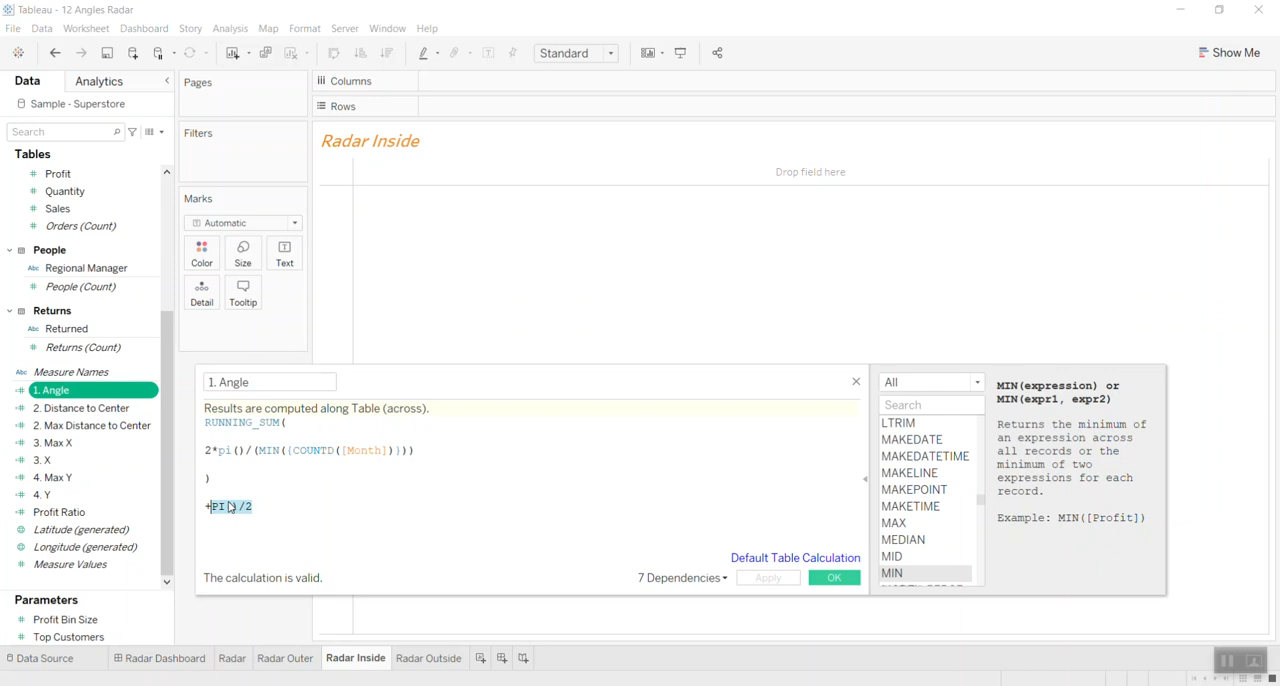 Tableau - 12 Angles Radar
File Data Worksheet Dashboard Story Analysis Map Format Server Window Help
Standard
Show Me
Data Analytics
Sample - Superstore
Search
Tables
# Profit
# Quantity
# Sales
# Orders (Count)
People
Abc Regional Manager
# People (Count)
Returns
Abc Returned
# Returns (Count)
Abc Measure Names
1. Angle
2. Distance to Center
2. Max Distance to Center
3. Max X
3. X
4. Max Y
4. Y
Profit Ratio
Latitude (generated)
Longitude (generated)
Measure Values
Parameters
# Profit Bin Size
# Top Customers
Pages
Filters
Marks
Automatic
Color Size Text
Detail Tooltip
Columns
Rows
Radar Inside
Drop field here
1. Angle
Results are computed along Table (across).
RUNNING_SUM(
2*pi()/(MIN({COUNTD([Month])}))
)
+PI()/2
Default Table Calculation
The calculation is valid.
7 Dependencies
Apply
OK
All
Search
LTRIM
MAKEDATE
MAKEDATETIME
MAKELINE
MAKEPOINT
MAKETIME
MAX
MEDIAN
MID
MIN
MIN(expression) or
MIN(expr1, expr2)
Returns the minimum of
an expression across
all records or the
minimum of two
expressions for each
record.
Example: MIN([Profit])
Data Source Radar Dashboard Radar Radar Outer Radar Inside Radar Outside